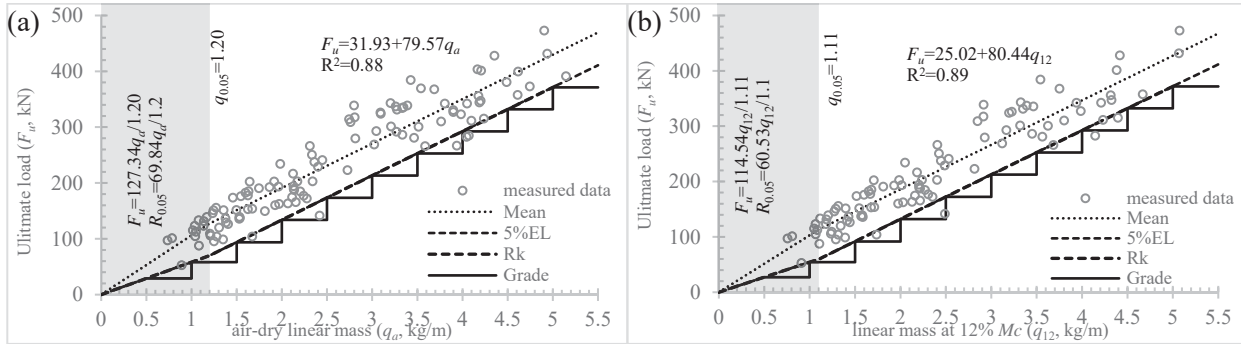 (a)
500
400
300
200
100
0
Ulitmate load (Fᵤ, kN)
Fᵤ=127.34qₐ/1.20
R₀.₀₅=69.84qₐ/1.2
q₀.₀₅=1.20
Fᵤ=31.93+79.57qₐ
R²=0.88
measured data
Mean
5%EL
Rk
Grade
0 0.5 1 1.5 2 2.5 3 3.5 4 4.5 5 5.5
air-dry linear mass (qₐ, kg/m)
(b)
500
400
300
200
100
0
Ulitmate load (Fᵤ, kN)
Fᵤ=114.54q₁₂/1.11
R₀.₀₅=60.53q₁₂/1.1
q₀.₀₅=1.11
Fᵤ=25.02+80.44q₁₂
R²=0.89
measured data
Mean
5%EL
Rk
Grade
0 0.5 1 1.5 2 2.5 3 3.5 4 4.5 5 5.5
linear mass at 12% Mc (q₁₂, kg/m)